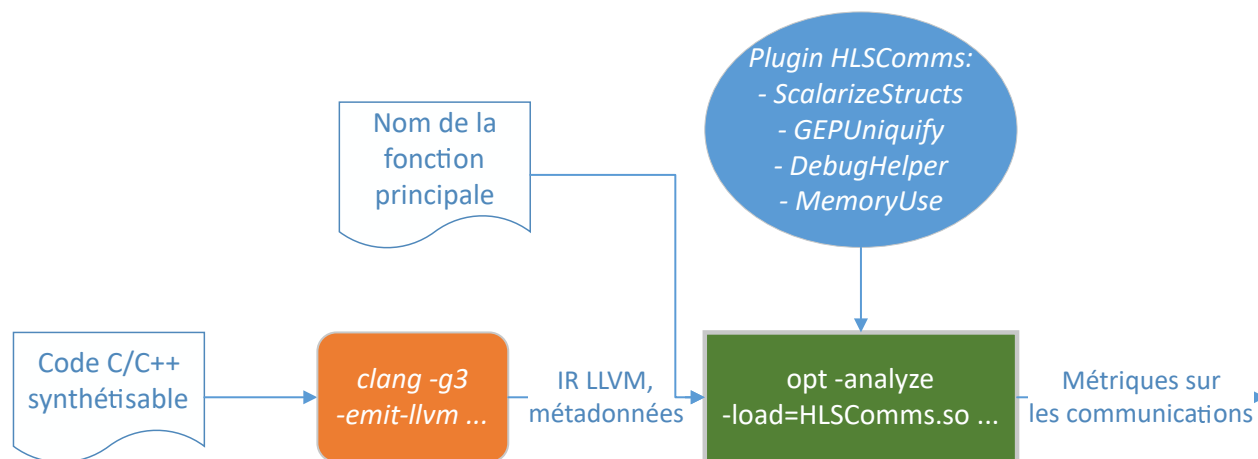 Plugin HLSComms:
- ScalarizeStructs
- GEPUniquify
- DebugHelper
- MemoryUse
Nom de la
fonction
principale
Code C/C++
synthétisable
clang -g3
-emit-llvm ...
IR LLVM,
métadonnées
opt -analyze
-load=HLSComms.so ...
Métriques sur
les communications